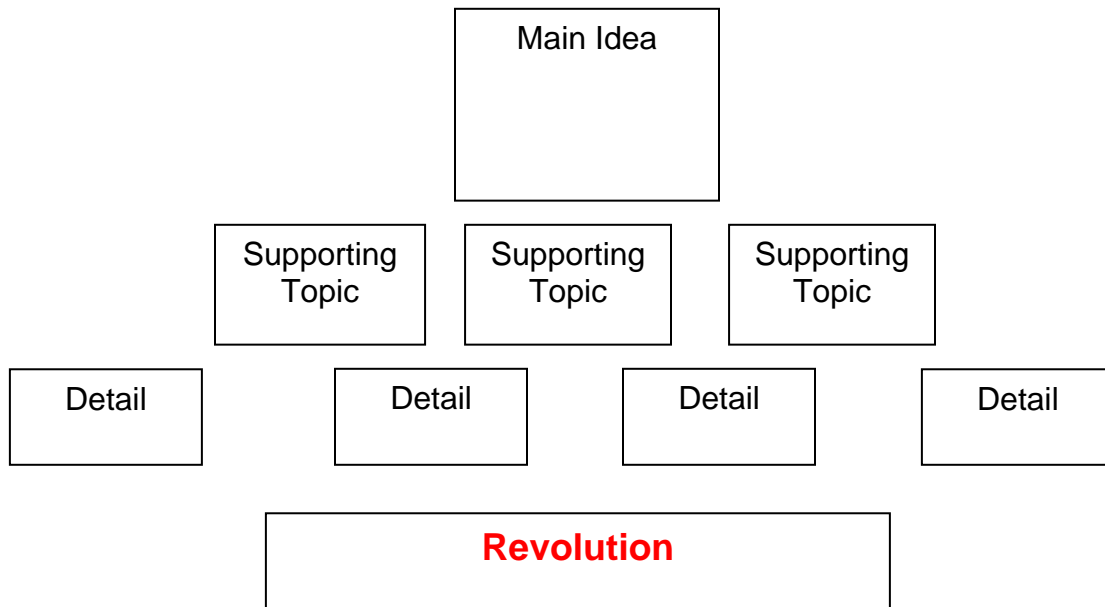 Main Idea
Supporting Topic
Supporting Topic
Supporting Topic
Detail
Detail
Detail
Detail
Revolution